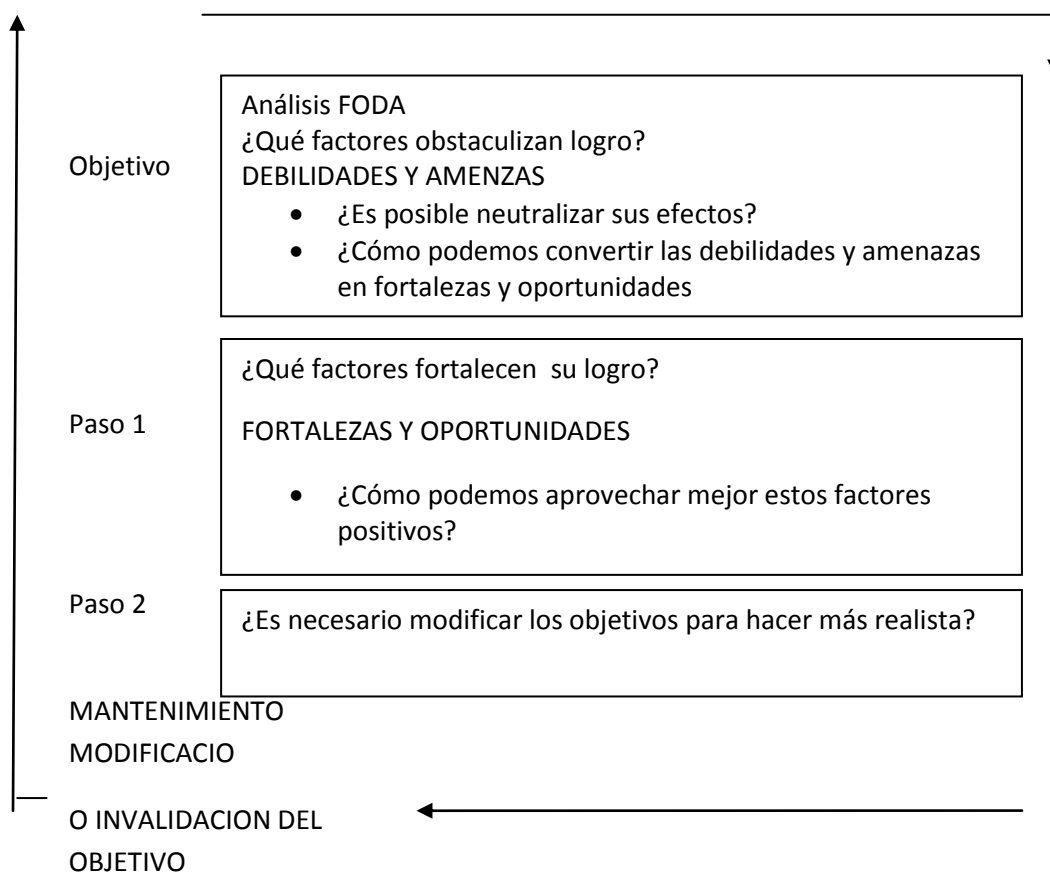 Objetivo
Análisis FODA
¿Qué factores obstaculizan logro?
DEBILIDADES Y AMENZAS
• ¿Es posible neutralizar sus efectos?
• ¿Cómo podemos convertir las debilidades y amenazas
en fortalezas y oportunidades
Paso 1
¿Qué factores fortalecen su logro?
FORTALEZAS Y OPORTUNIDADES
• ¿Cómo podemos aprovechar mejor estos factores
positivos?
Paso 2
¿Es necesario modificar los objetivos para hacer más realista?
MANTENIMIENTO
MODIFICACIO
O INVALIDACION DEL
OBJETIVO